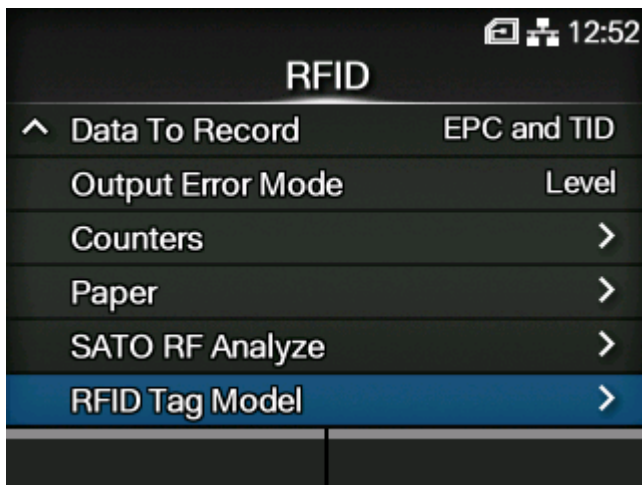 12:52
RFID
Data To Record EPC and TID
Output Error Mode Level
Counters
Paper
SATO RF Analyze
RFID Tag Model